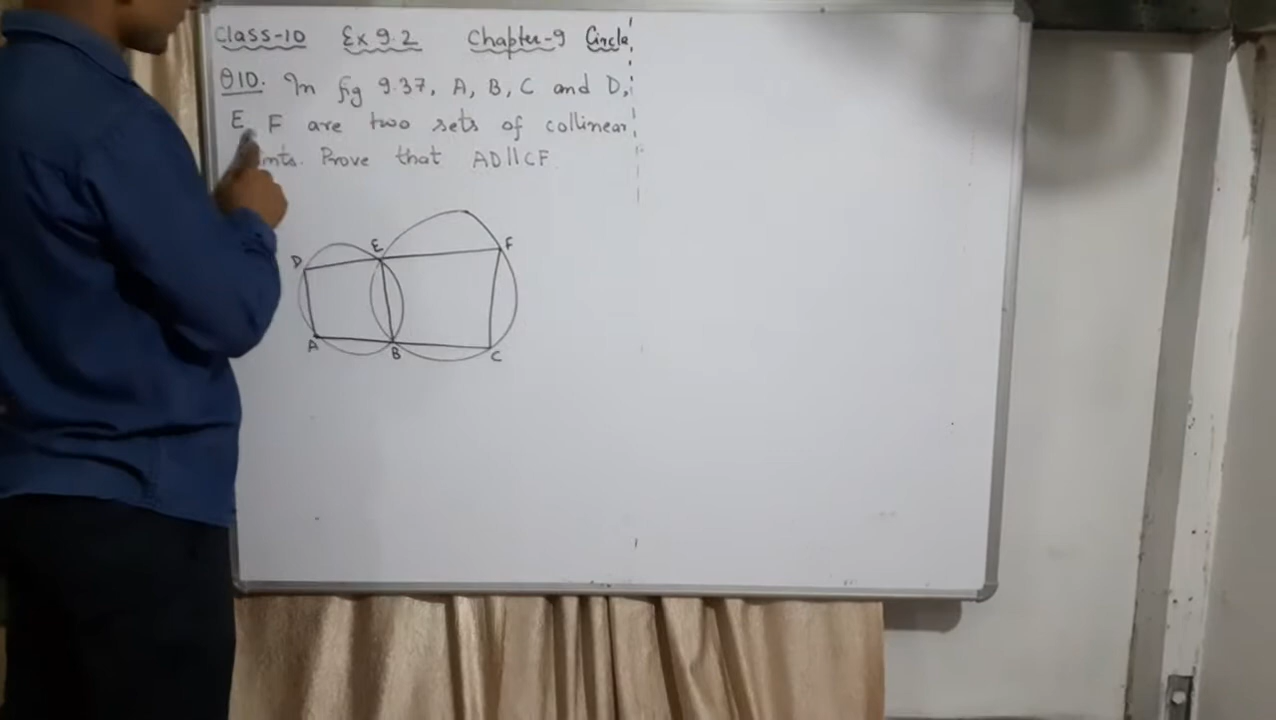 Class-10 Ex 9.2 Chapter-9 Circle
Q10. In fig 9.37, A, B, C and D,
E, F are two sets of collinear
Prove that AD||CF
D E F
A B C